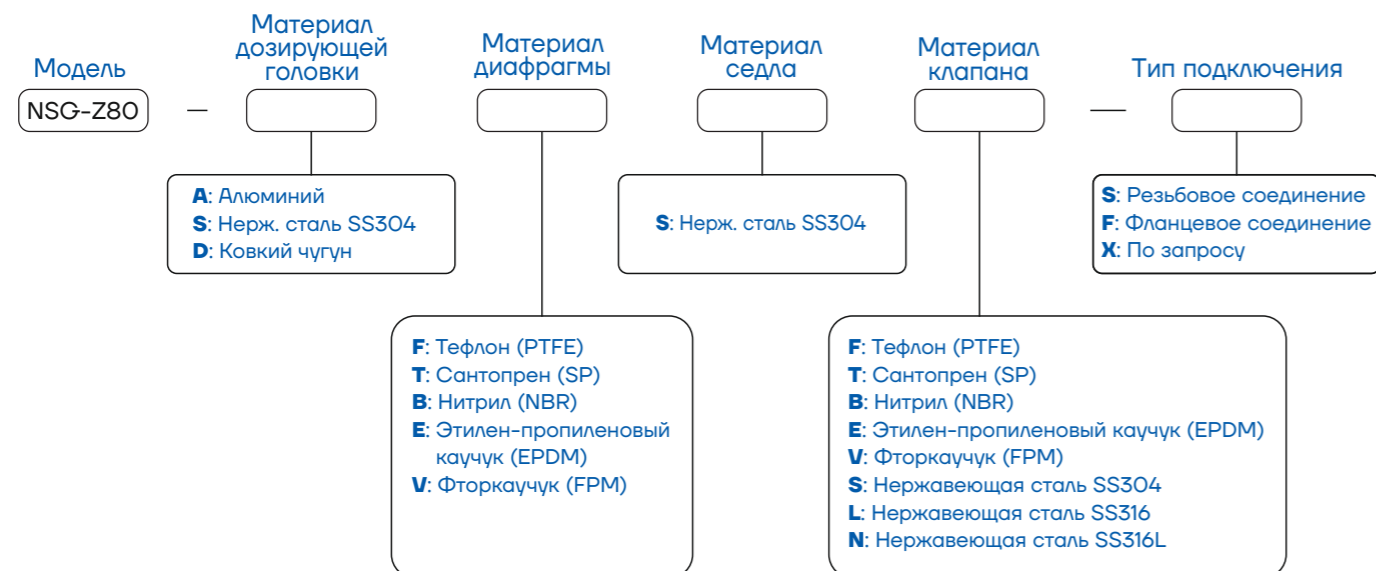 Модель
NSG-Z80
—
Материал
дозирующей
головки
Материал
диафрагмы
Материал
седла
Материал
клапана
—
Тип подключения
A: Алюминий
S: Нерж. сталь SS304
D: Ковкий чугун
S: Нерж. сталь SS304
S: Резьбовое соединение
F: Фланцевое соединение
X: По запросу
F: Тефлон (PTFE)
T: Сантопрен (SP)
B: Нитрил (NBR)
E: Этилен-пропиленовый
каучук (EPDM)
V: Фторкаучук (FPM)
F: Тефлон (PTFE)
T: Сантопрен (SP)
B: Нитрил (NBR)
E: Этилен-пропиленовый каучук (EPDM)
V: Фторкаучук (FPM)
S: Нержавеющая сталь SS304
L: Нержавеющая сталь SS316
N: Нержавеющая сталь SS316L